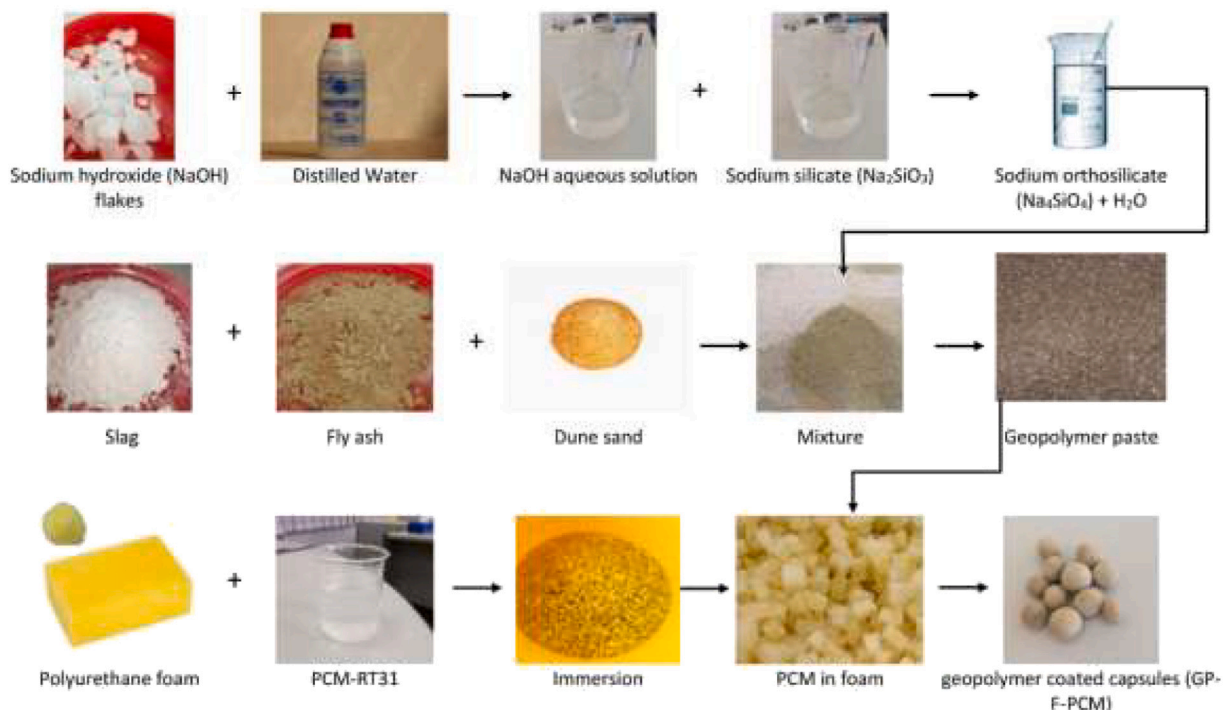 +
→
+
→
Sodium hydroxide (NaOH)
flakes
Distilled Water
NaOH aqueous solution
Sodium silicate (Na₂SiO₃)
Sodium orthosilicate
(Na₄SiO₄) + H₂O
+
+
→
→
Slag
Fly ash
Dune sand
Mixture
Geopolymer paste
+
→
→
→
Polyurethane foam
PCM-RT31
Immersion
PCM in foam
geopolymer coated capsules (GP-
F-PCM)